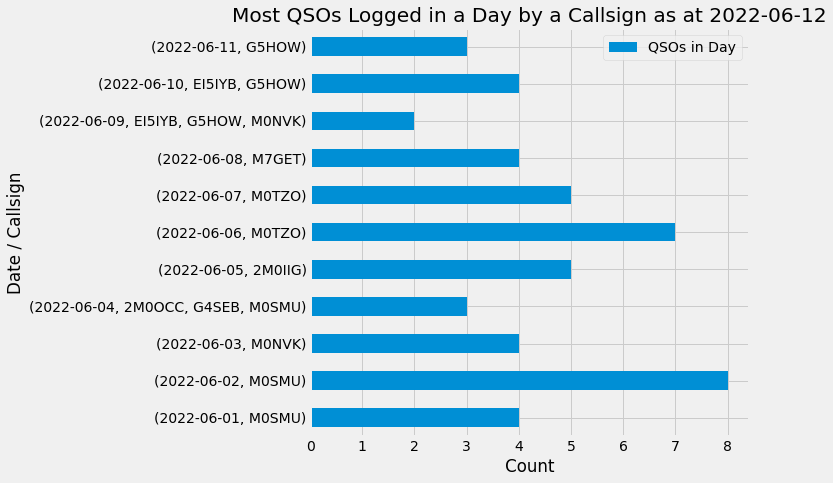 Most QSOs Logged in a Day by a Callsign as at 2022-06-12
QSOs in Day
Date / Callsign
(2022-06-11, G5HOW)
(2022-06-10, EI5IYB, G5HOW)
(2022-06-09, EI5IYB, G5HOW, M0NVK)
(2022-06-08, M7GET)
(2022-06-07, M0TZO)
(2022-06-06, M0TZO)
(2022-06-05, 2M0IIG)
(2022-06-04, 2M0OCC, G4SEB, M0SMU)
(2022-06-03, M0NVK)
(2022-06-02, M0SMU)
(2022-06-01, M0SMU)
0 1 2 3 4 5 6 7 8
Count